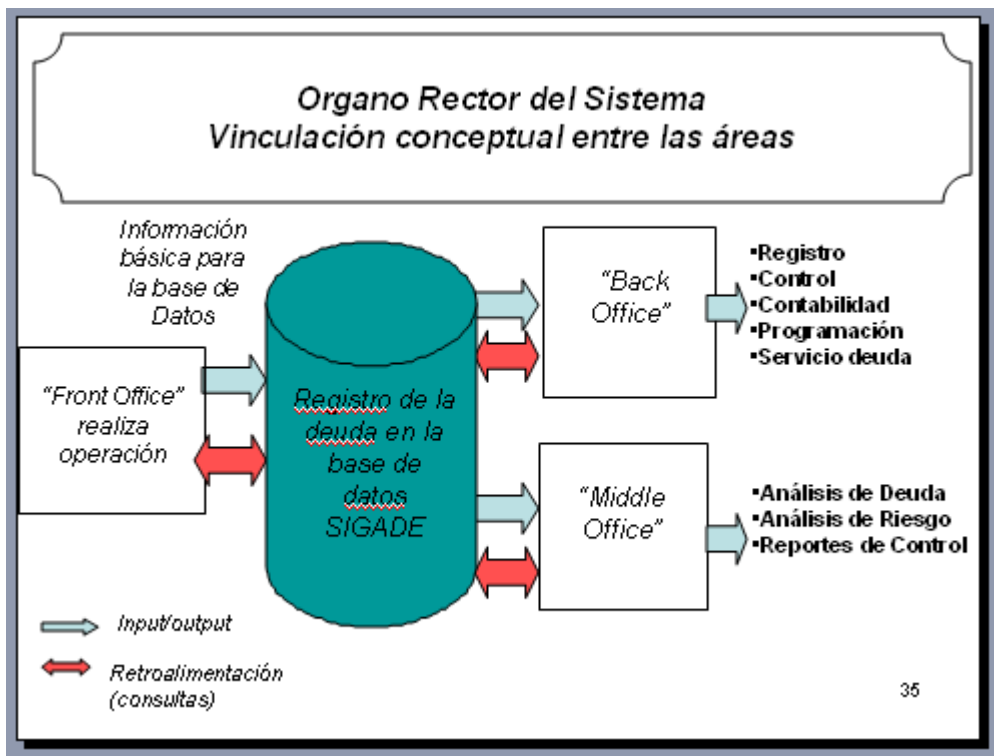 Organo Rector del Sistema
Vinculación conceptual entre las áreas
Información
básica para
la base de
Datos
"Front Office"
realiza
operación
Registro de la
deuda en la
base de
datos
SIGADE
"Back
Office"
▪Registro
▪Control
▪Contabilidad
▪Programación
▪Servicio deuda
"Middle
Office"
▪Análisis de Deuda
▪Análisis de Riesgo
▪Reportes de Control
Input/output
Retroalimentación
(consultas)
35